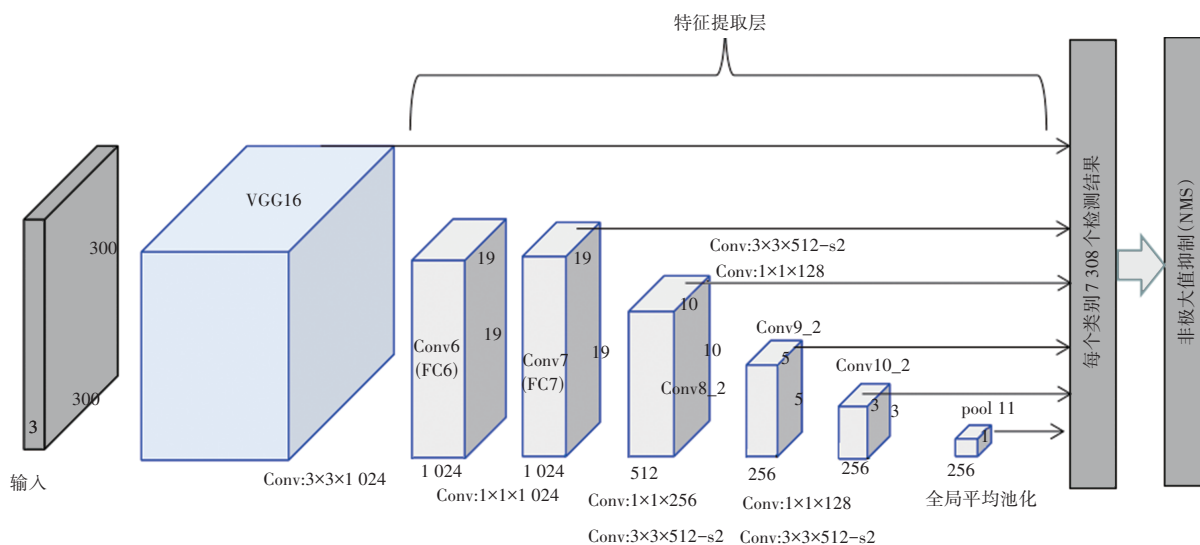 特征提取层
VGG16
300
300
3
输入
Conv:3×3×1 024
Conv6
(FC6)
19
19
1 024
Conv:1×1×1 024
Conv7
(FC7)
19
19
1 024
Conv:3×3×512-s2
Conv:1×1×128
10
10
Conv8_2
512
Conv:1×1×256
Conv:3×3×512-s2
Conv9_2
5
5
256
Conv:1×1×128
Conv:3×3×512-s2
Conv10_2
3
3
256
pool 11
1
256
全局平均池化
每个类别7 308个检测结果
非极大值抑制(NMS)